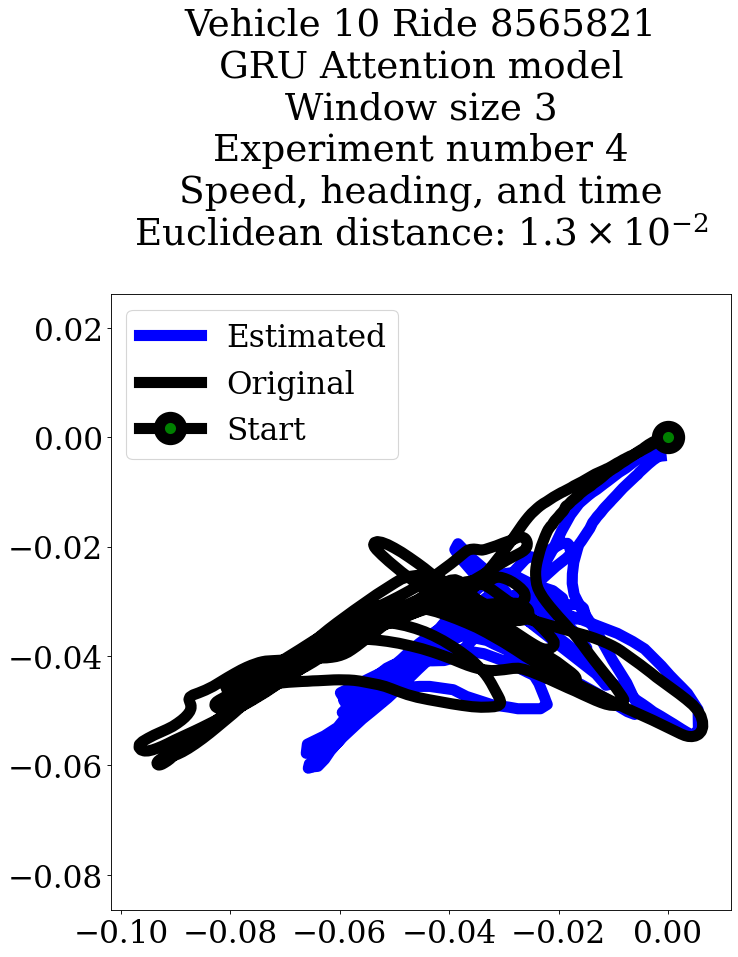 Vehicle 10 Ride 8565821
GRU Attention model
Window size 3
Experiment number 4
Speed, heading, and time
Euclidean distance: 1.3 × 10⁻²
Estimated
Original
Start
0.02
0.00
−0.02
−0.04
−0.06
−0.08
−0.10 −0.08 −0.06 −0.04 −0.02 0.00